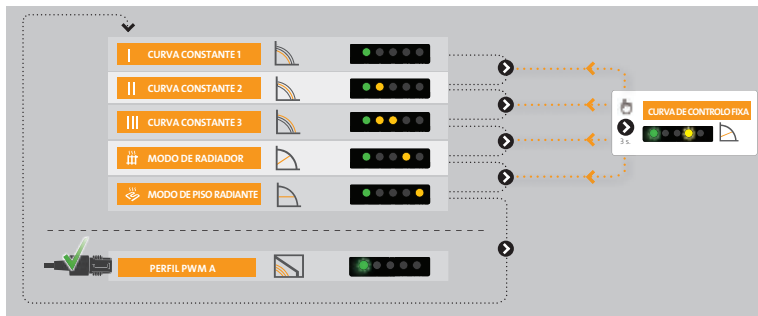 CURVA CONSTANTE 1
CURVA CONSTANTE 2
CURVA CONSTANTE 3
MODO DE RADIADOR
MODO DE PISO RADIANTE
PERFIL PWM A
CURVA DE CONTROLO FIXA
3 s.